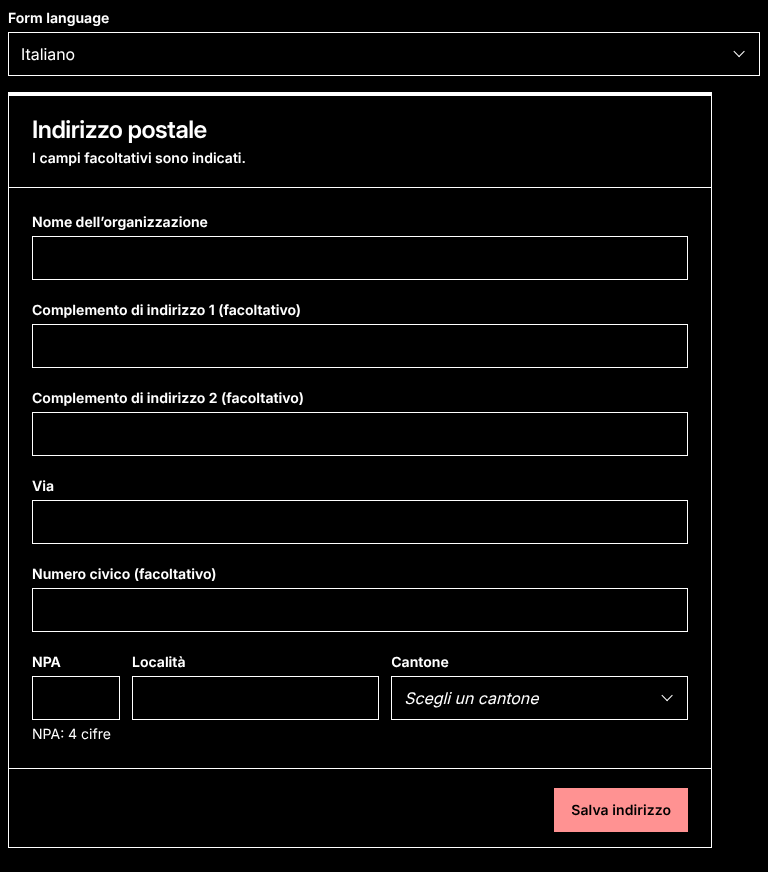 Form language
Italiano
Indirizzo postale
I campi facoltativi sono indicati.
Nome dell’organizzazione
Complemento di indirizzo 1 (facoltativo)
Complemento di indirizzo 2 (facoltativo)
Via
Numero civico (facoltativo)
NPA Località Cantone
Scegli un cantone
NPA: 4 cifre
Salva indirizzo